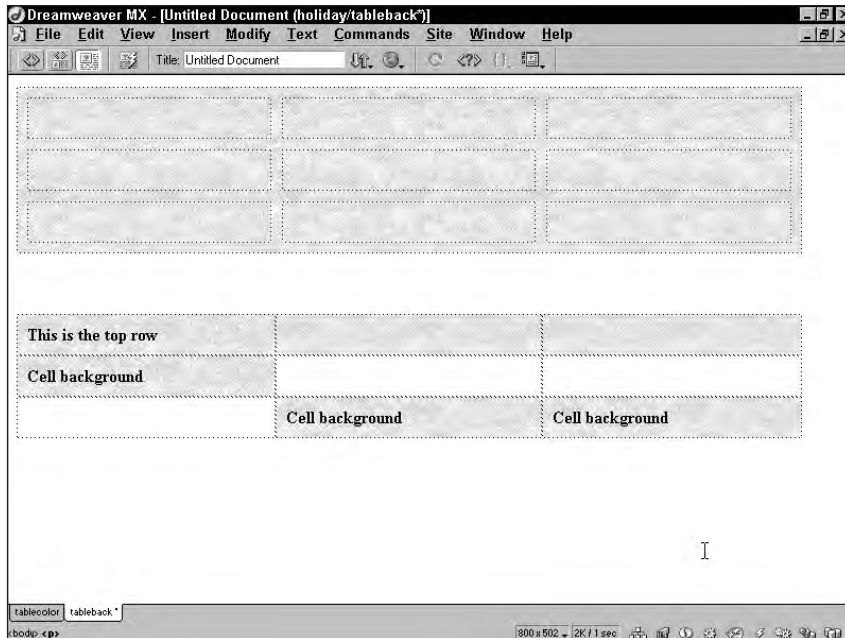 Dreamweaver MX - [Untitled Document (holiday/tableback*)]
File Edit View Insert Modify Text Commands Site Window Help
Title: Untitled Document
This is the top row
Cell background
Cell background Cell background
tablecolor tableback*
<body> <p> 800 x 502 2K / 1 sec